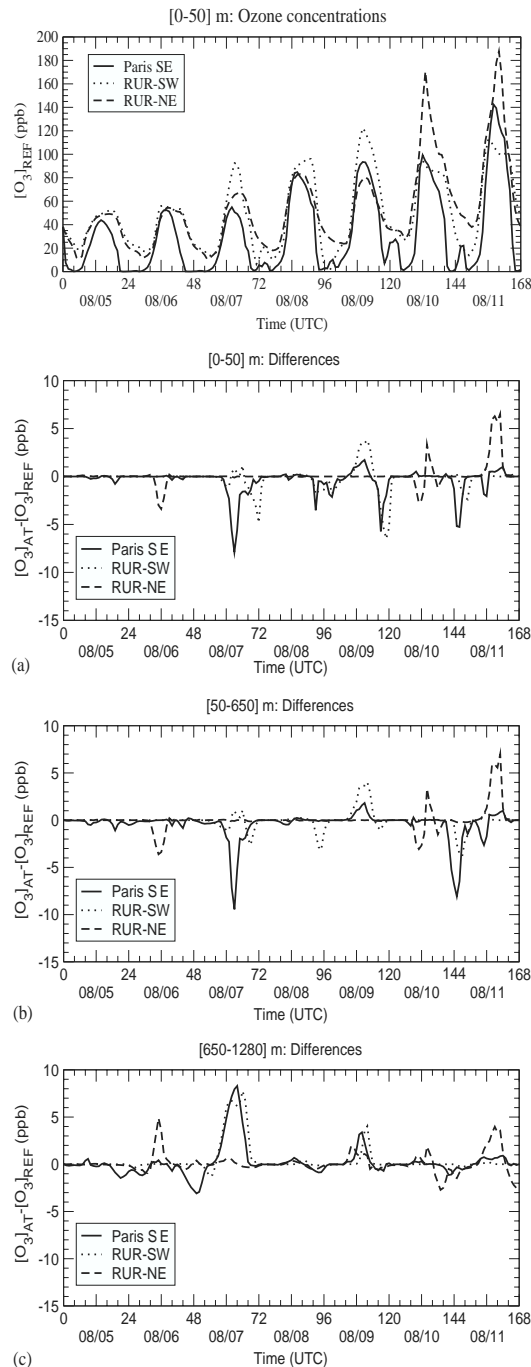 [0-50] m: Ozone concentrations
[O3]REF (ppb)
200
180
160
140
120
100
80
60
40
20
0
Paris SE
RUR-SW
RUR-NE
0 24 48 72 96 120 144 168
08/05 08/06 08/07 08/08 08/09 08/10 08/11
Time (UTC)
[0-50] m: Differences
[O3]AT-[O3]REF (ppb)
10
5
0
-5
-10
-15
Paris S E
RUR-SW
RUR-NE
0 24 48 72 96 120 144 168
08/05 08/06 08/07 08/08 08/09 08/10 08/11
(a)
Time (UTC)
[50-650] m: Differences
[O3]AT-[O3]REF (ppb)
10
5
0
-5
-10
-15
Paris S E
RUR-SW
RUR-NE
0 24 48 72 96 120 144 168
08/05 08/06 08/07 08/08 08/09 08/10 08/11
(b)
Time (UTC)
[650-1280] m: Differences
[O3]AT-[O3]REF (ppb)
10
5
0
-5
-10
-15
Paris S E
RUR-SW
RUR-NE
0 24 48 72 96 120 144 168
08/05 08/06 08/07 08/08 08/09 08/10 08/11
(c)
Time (UTC)